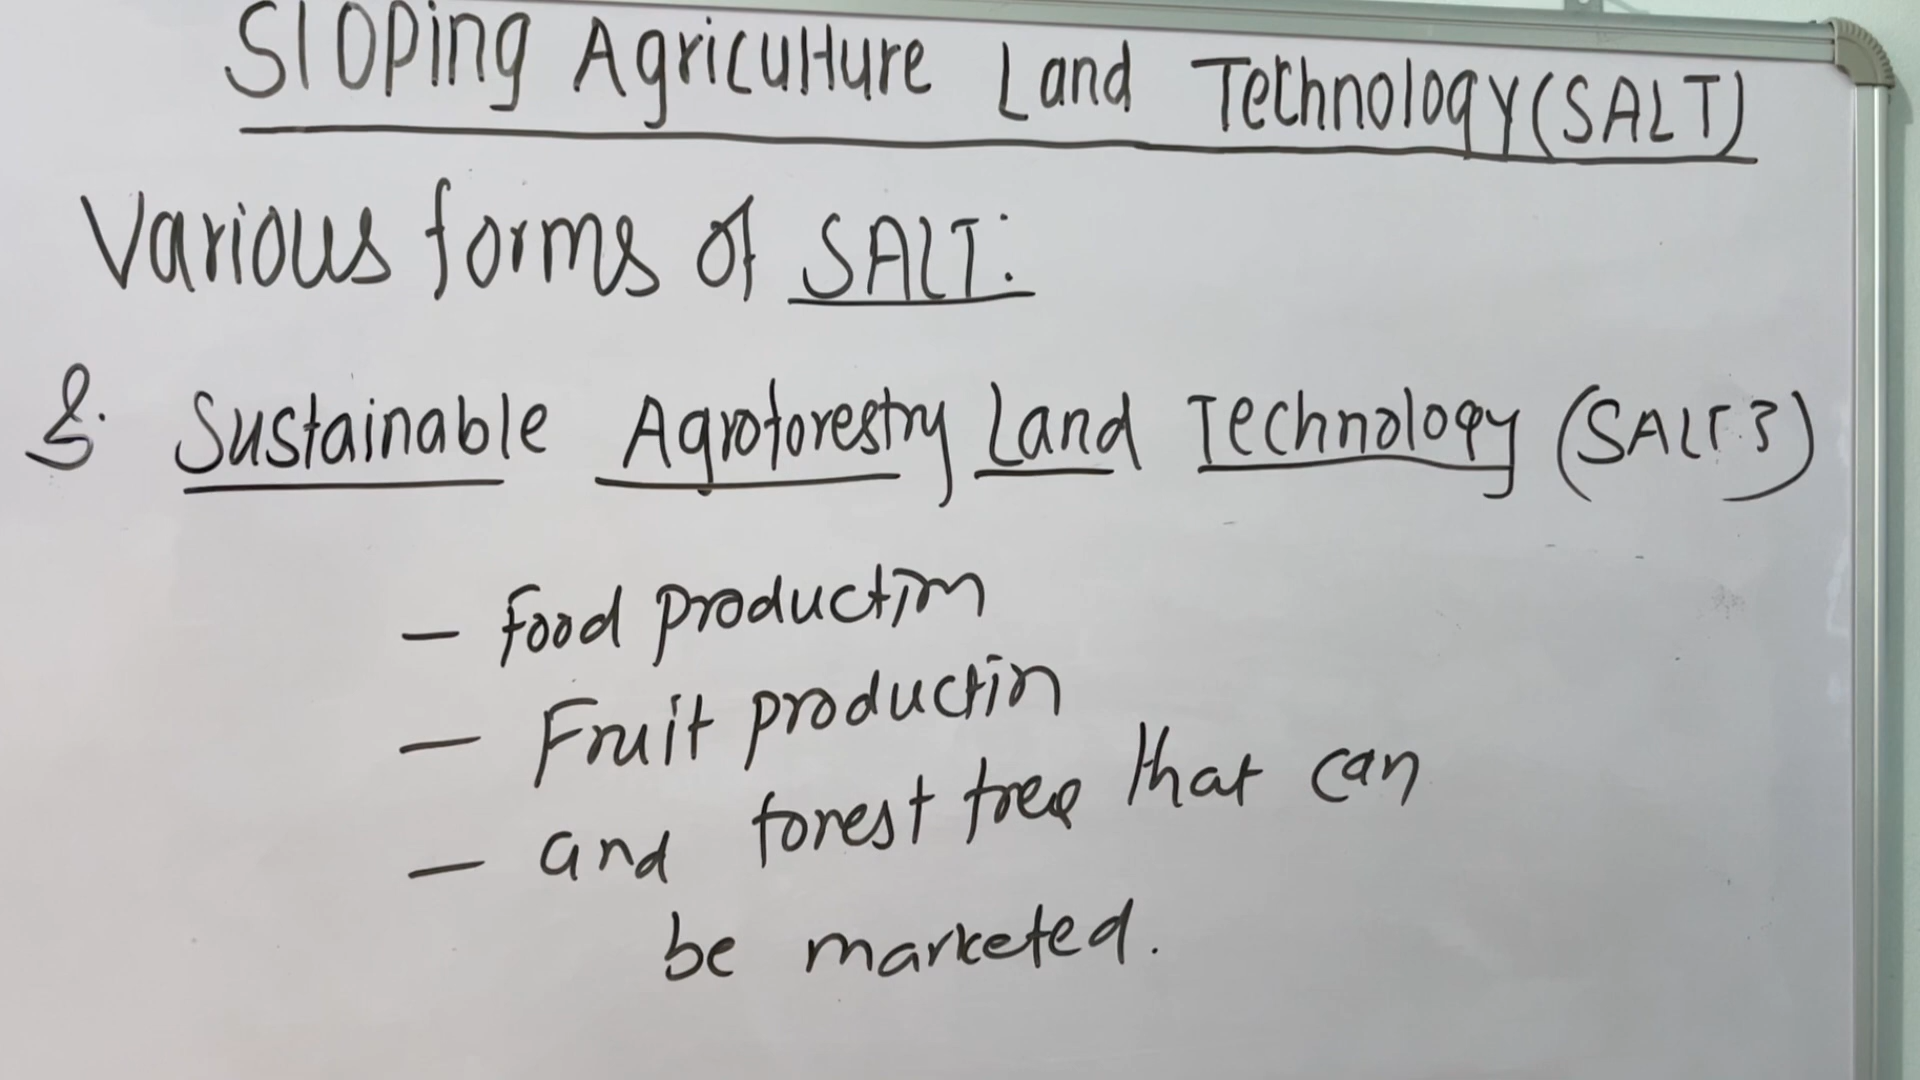 Sloping Agriculture Land Technology (SALT)
Various forms of SALT:
3. Sustainable Agroforestry Land Technology (SALT 3)
- Food production
- Fruit production
- and forest tree that can
be marketed.